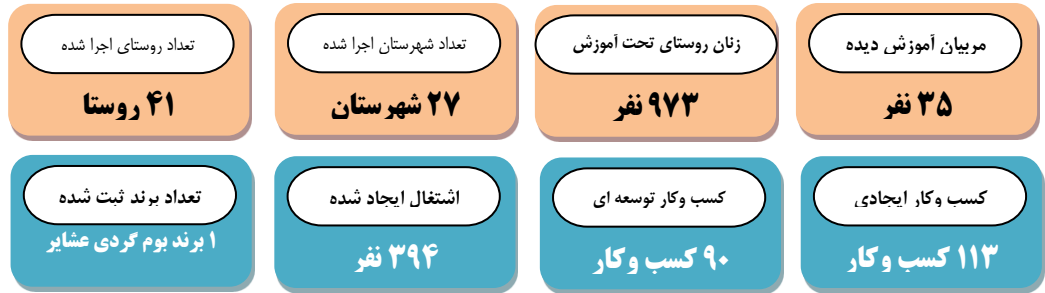 مربیان آموزش دیده
۳۵ نفر
زنان روستای تحت آموزش
۹۷۳ نفر
تعداد شهرستان اجرا شده
۲۷ شهرستان
تعداد روستای اجرا شده
۴۱ روستا
کسب وکار ایجادی
۱۱۳ کسب و کار
کسب وکار توسعه ای
۹۰ کسب و کار
اشتغال ایجاد شده
۳۹۴ نفر
تعداد برند ثبت شده
۱ برند بوم گردی عشایر